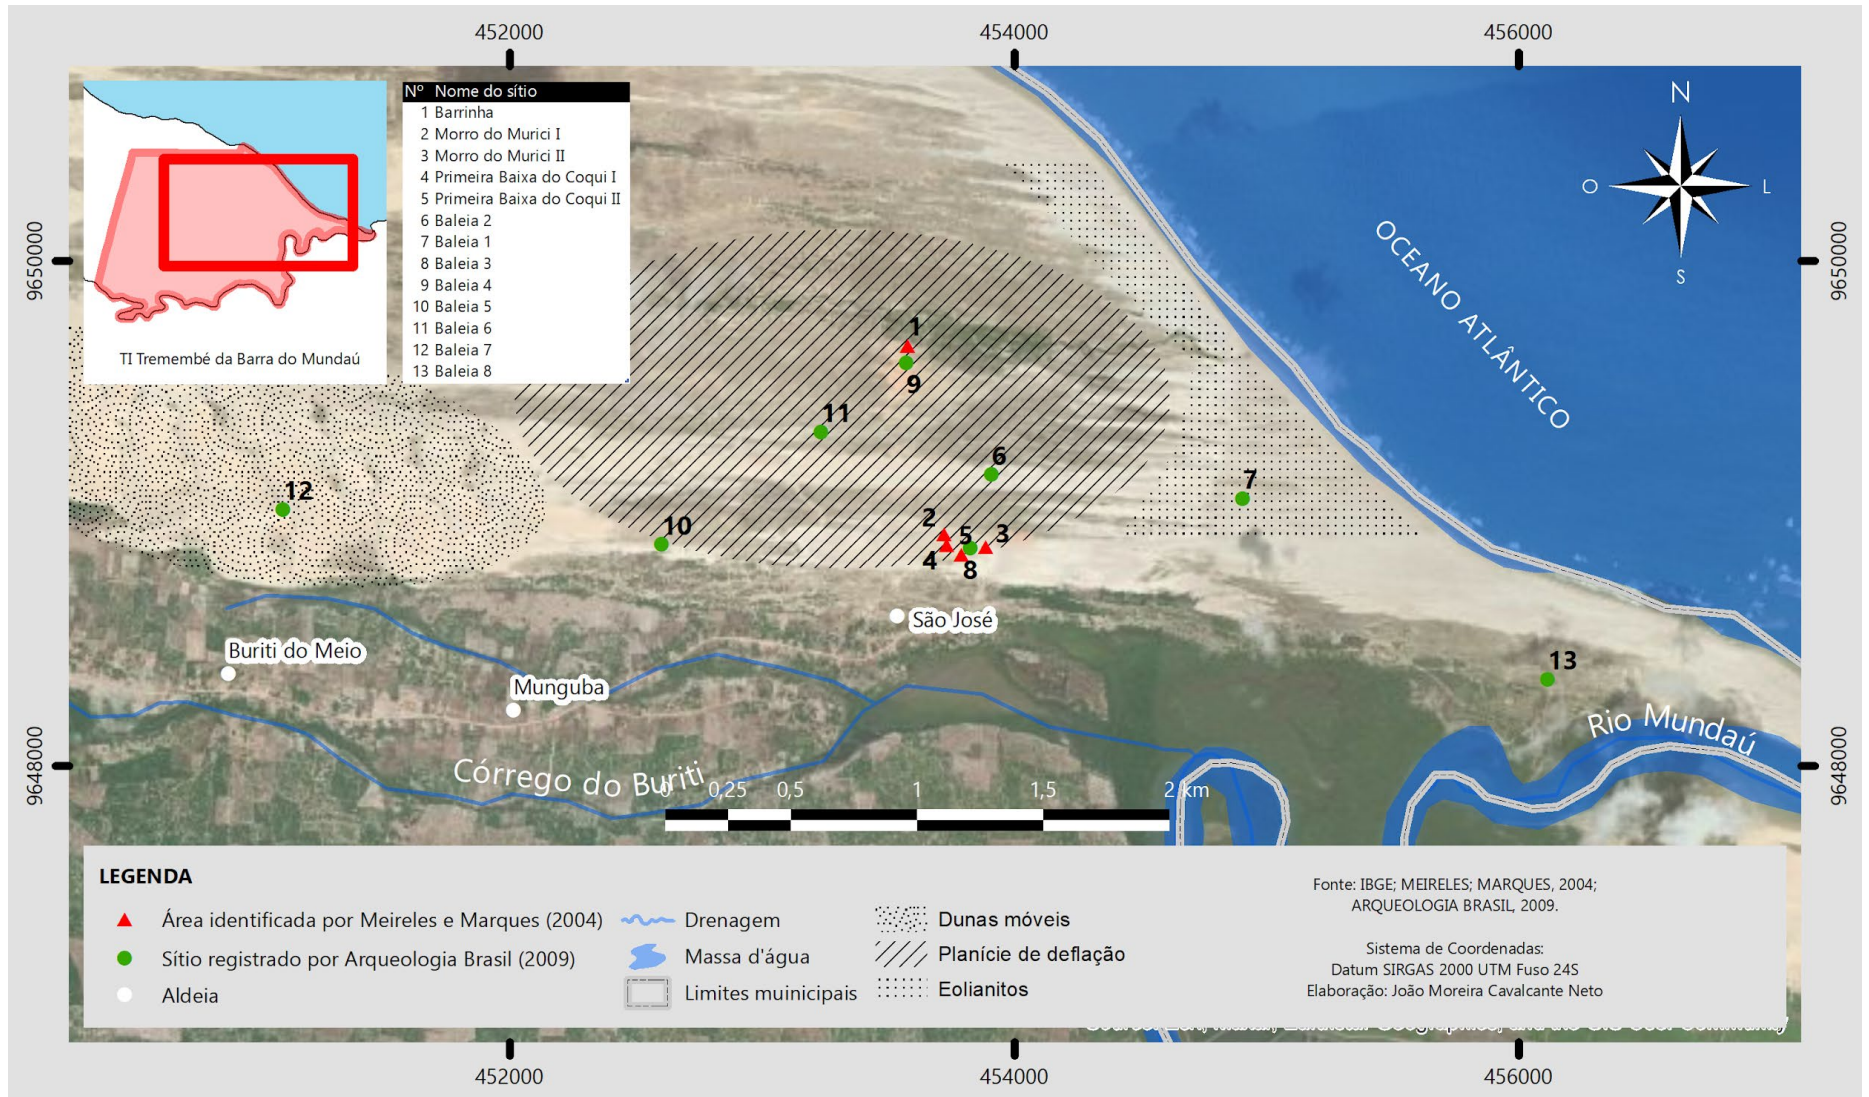 452000
454000
456000
Nº Nome do sítio
1 Barrinha
2 Morro do Murici I
3 Morro do Murici II
4 Primeira Baixa do Coqui I
5 Primeira Baixa do Coqui II
6 Baleia 2
7 Baleia 1
8 Baleia 3
9 Baleia 4
10 Baleia 5
11 Baleia 6
12 Baleia 7
13 Baleia 8
TI Tremembé da Barra do Mundaú
N
O
L
S
9650000
9650000
OCEANO ATLÂNTICO
1
9
11
6
7
12
10
2
5
3
4
8
São José
Buriti do Meio
13
Munguba
Rio Mundaú
9648000
9648000
Córrego do Buriti
0 0,25 0,5 1 1,5 2 km
LEGENDA
Área identificada por Meireles e Marques (2004)
Sítio registrado por Arqueologia Brasil (2009)
Aldeia
Drenagem
Massa d'água
Limites muinicipais
Dunas móveis
Planície de deflação
Eolianitos
Fonte: IBGE; MEIRELES; MARQUES, 2004;
ARQUEOLOGIA BRASIL, 2009.
Sistema de Coordenadas:
Datum SIRGAS 2000 UTM Fuso 24S
Elaboração: João Moreira Cavalcante Neto
452000
454000
456000